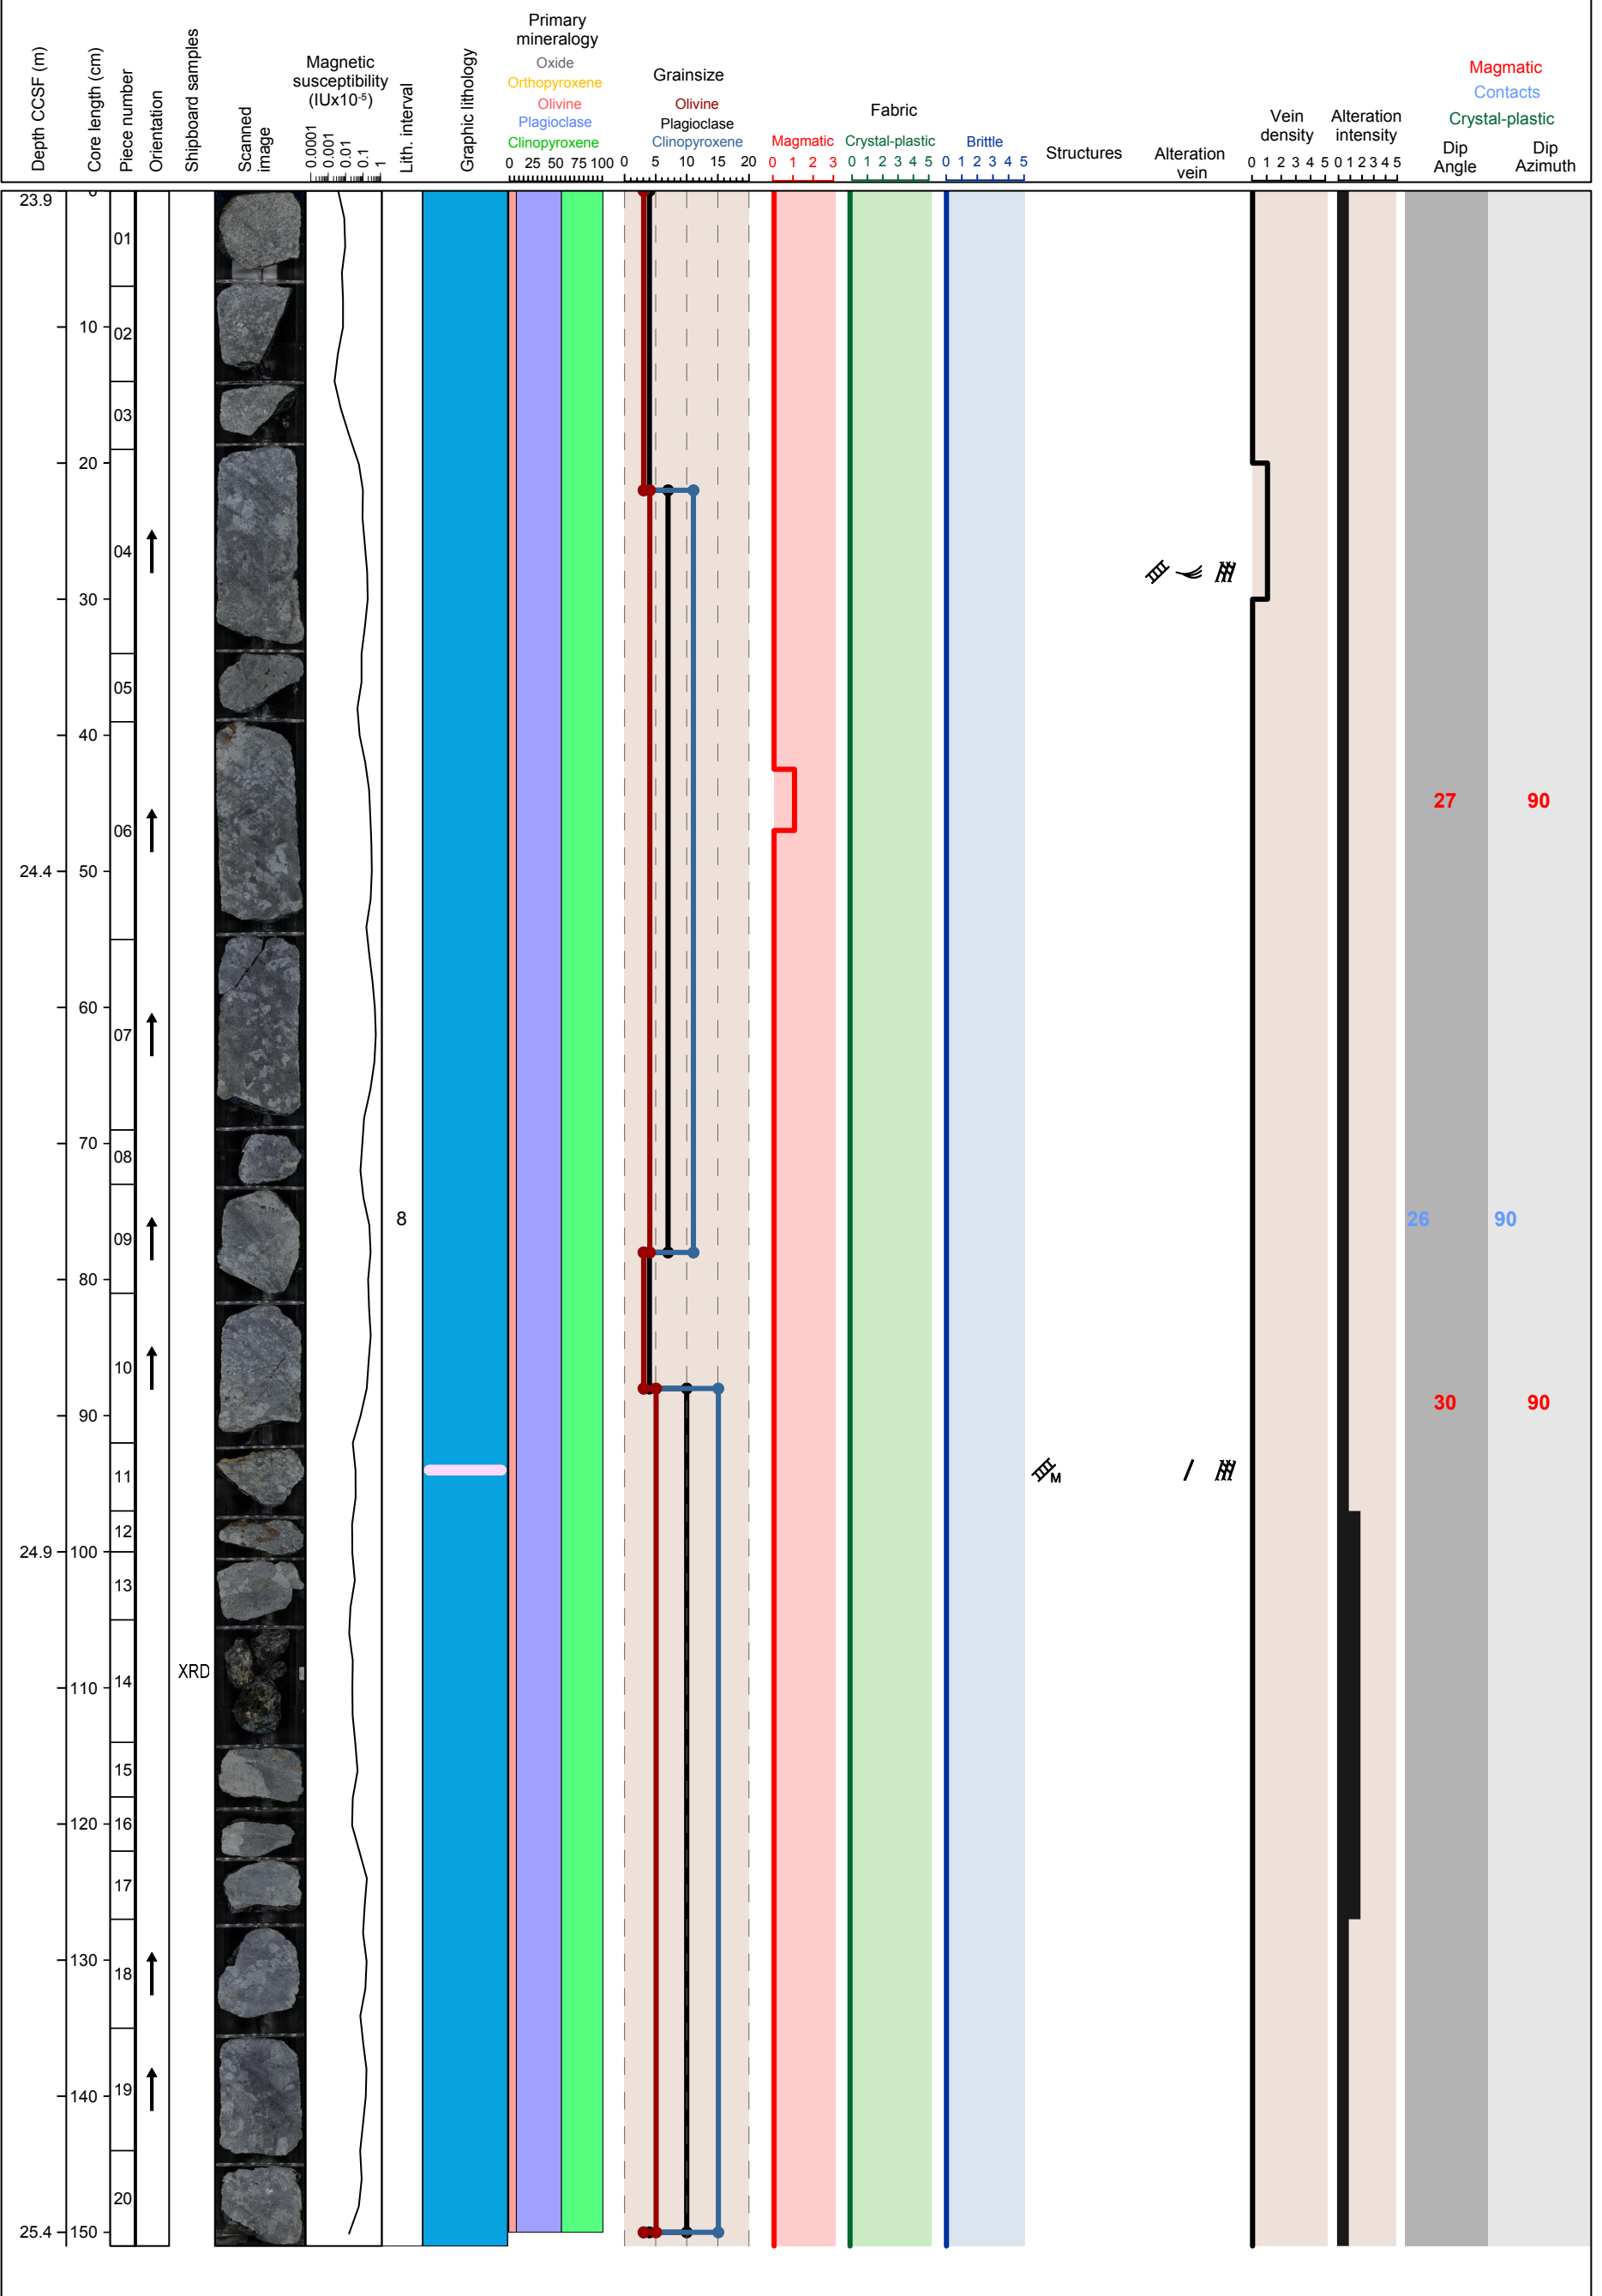 Depth CCSF (m)
Core length (cm)
Piece number
Orientation
Shipboard samples
Scanned
image
Magnetic
susceptibility
(IUx10-5)
0.0001
0.001
0.01
0.1
1
Lith. interval
Graphic lithology
Primary
mineralogy
Oxide
Orthopyroxene
Olivine
Plagioclase
Clinopyroxene
0 25 50 75 100
Grainsize
Olivine
Plagioclase
Clinopyroxene
0 5 10 15 20
Fabric
Magmatic
0 1 2 3
Crystal-plastic
0 1 2 3 4 5
Brittle
0 1 2 3 4 5
Structures
Alteration
vein
Vein
density
0 1 2 3 4 5
Alteration
intensity
0 1 2 3 4 5
Magmatic
Contacts
Crystal-plastic
Dip
Angle
Dip
Azimuth
23.9 0
01
10 02
03
20
04
30
05
40
27 90
06
24.4 50
60
07
70
08
8 26 90
09
80
10
30 90
90
M
11
12
24.9 100
13
XRD
14
110
15
120 16
17
130
18
140 19
20
25.4 150